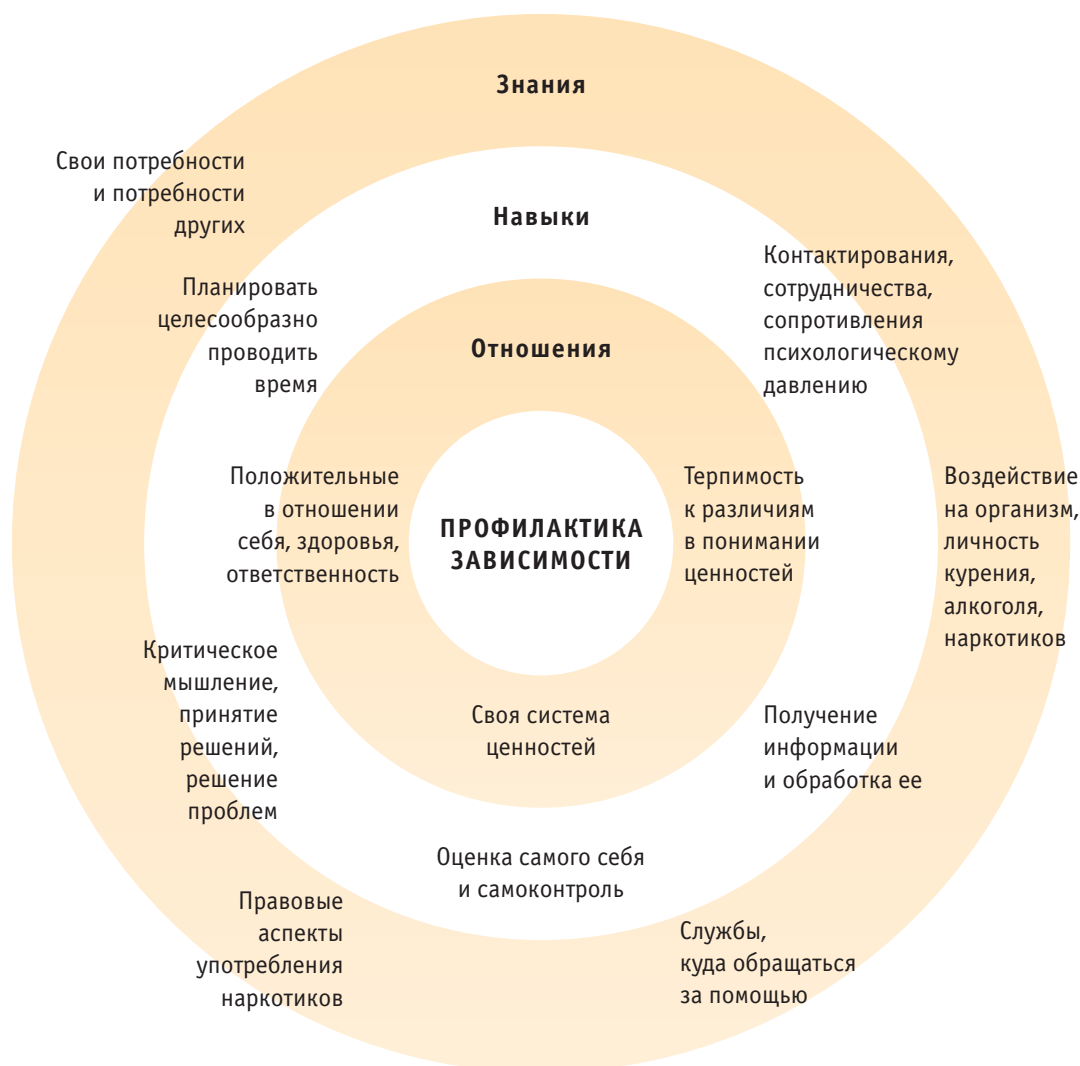 Знания
Свои потребности
и потребности
других
Навыки
Контактирования,
сотрудничества,
сопротивления
психологическому
давлению
Планировать
целесообразно
проводить
время
Отношения
Положительные
в отношении
себя, здоровья,
ответственность
ПРОФИЛАКТИКА
ЗАВИСИМОСТИ
Терпимость
к различиям
в понимании
ценностей
Воздействие
на организм,
личность
курения,
алкоголя,
наркотиков
Критическое
мышление,
принятие
решений,
решение
проблем
Своя система
ценностей
Получение
информации
и обработка ее
Оценка самого себя
и самоконтроль
Правовые
аспекты
употребления
наркотиков
Службы,
куда обращаться
за помощью